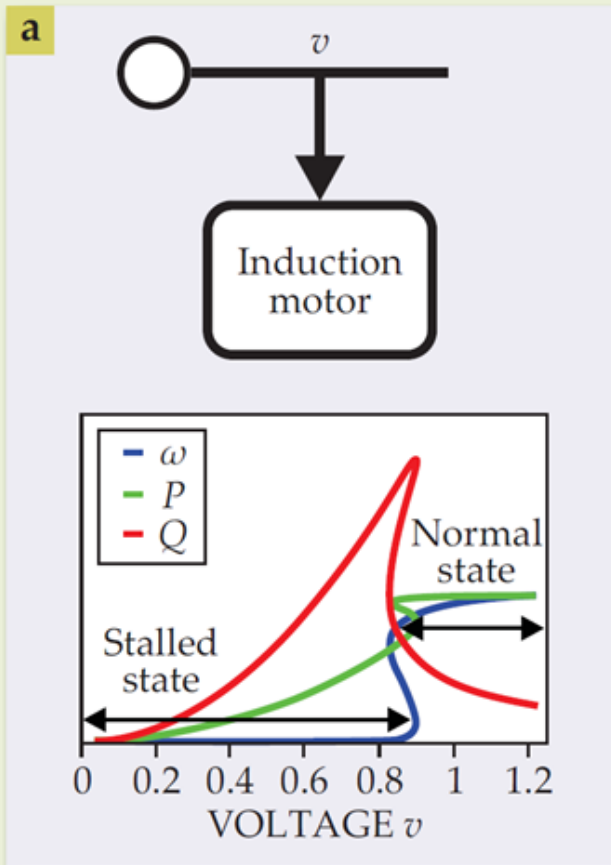 a
v
Induction
motor
ω
P
Q
Normal
state
Stalled
state
0 0.2 0.4 0.6 0.8 1 1.2
VOLTAGE v